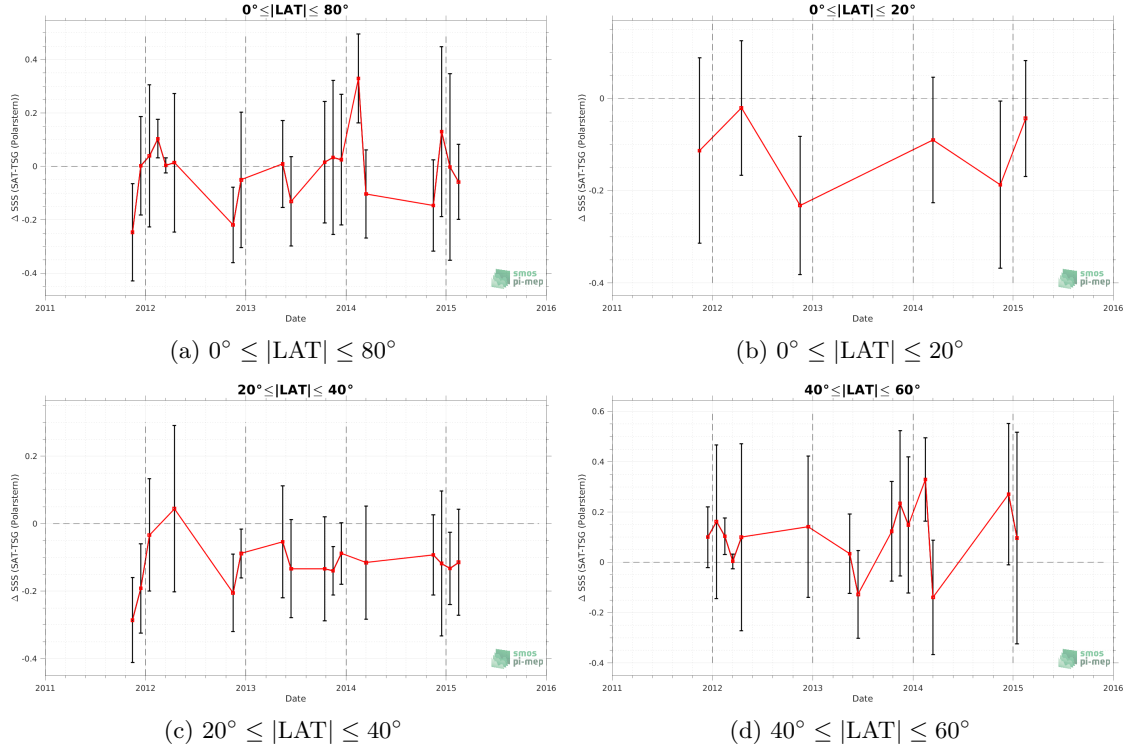 0°≤|LAT|≤ 80°
Δ SSS (SAT-TSG (Polarstern))
0.4
0.2
0
-0.2
-0.4
2011
2012
2013
2014
2015
2016
Date
smos
pi-mep
(a) 0° ≤ |LAT| ≤ 80°
0°≤|LAT|≤ 20°
Δ SSS (SAT-TSG (Polarstern))
0
-0.2
-0.4
2011
2012
2013
2014
2015
2016
Date
smos
pi-mep
(b) 0° ≤ |LAT| ≤ 20°
20°≤|LAT|≤ 40°
Δ SSS (SAT-TSG (Polarstern))
0.2
0
-0.2
-0.4
2011
2012
2013
2014
2015
2016
Date
smos
pi-mep
(c) 20° ≤ |LAT| ≤ 40°
40°≤|LAT|≤ 60°
Δ SSS (SAT-TSG (Polarstern))
0.6
0.4
0.2
0
-0.2
-0.4
2011
2012
2013
2014
2015
2016
Date
smos
pi-mep
(d) 40° ≤ |LAT| ≤ 60°